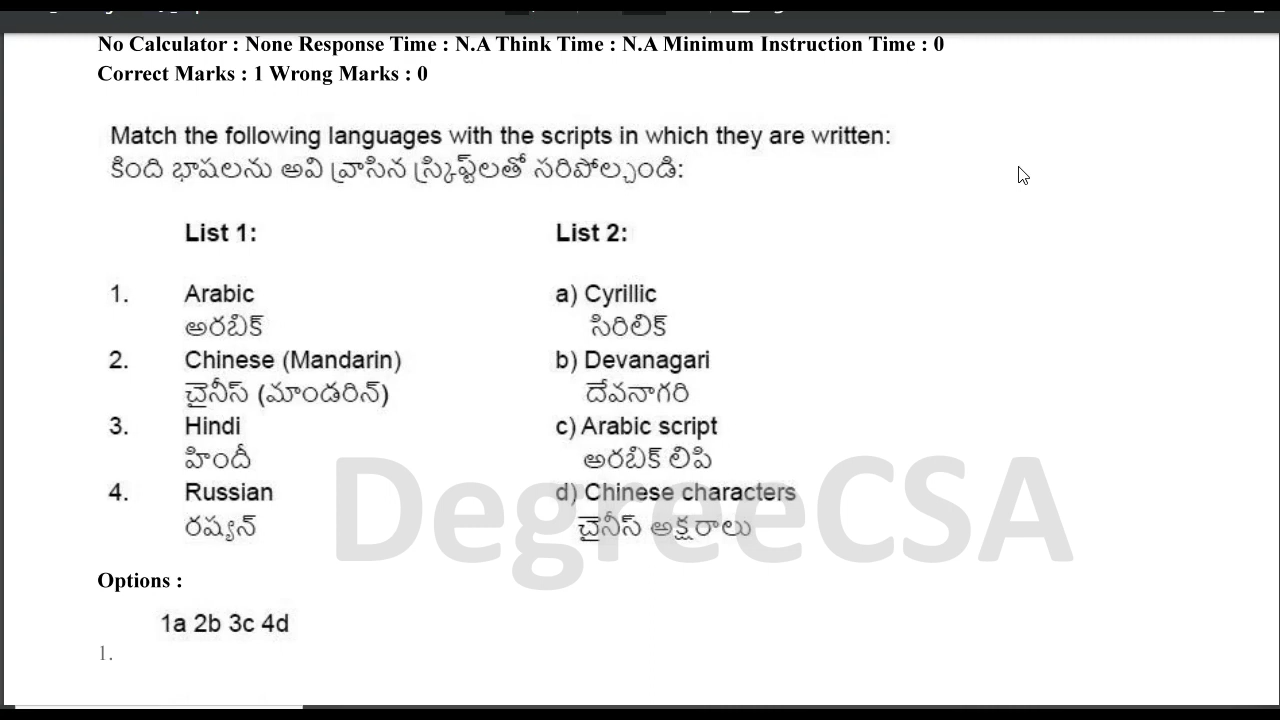 No Calculator : None Response Time : N.A Think Time : N.A Minimum Instruction Time : 0
Correct Marks : 1 Wrong Marks : 0
Match the following languages with the scripts in which they are written:
కింది భాషలను అవి వ్రాసిన స్క్రిప్ట్‌లతో సరిపోల్చండి:
List 1: List 2:
1. Arabic a) Cyrillic
అరబిక్ సిరిలిక్
2. Chinese (Mandarin) b) Devanagari
చైనీస్ (మాండరిన్) దేవనాగరి
3. Hindi c) Arabic script
హిందీ అరబిక్ లిపి
4. Russian d) Chinese characters
రష్యన్ చైనీస్ అక్షరాలు
DegreeCSA
Options :
1a 2b 3c 4d
1.